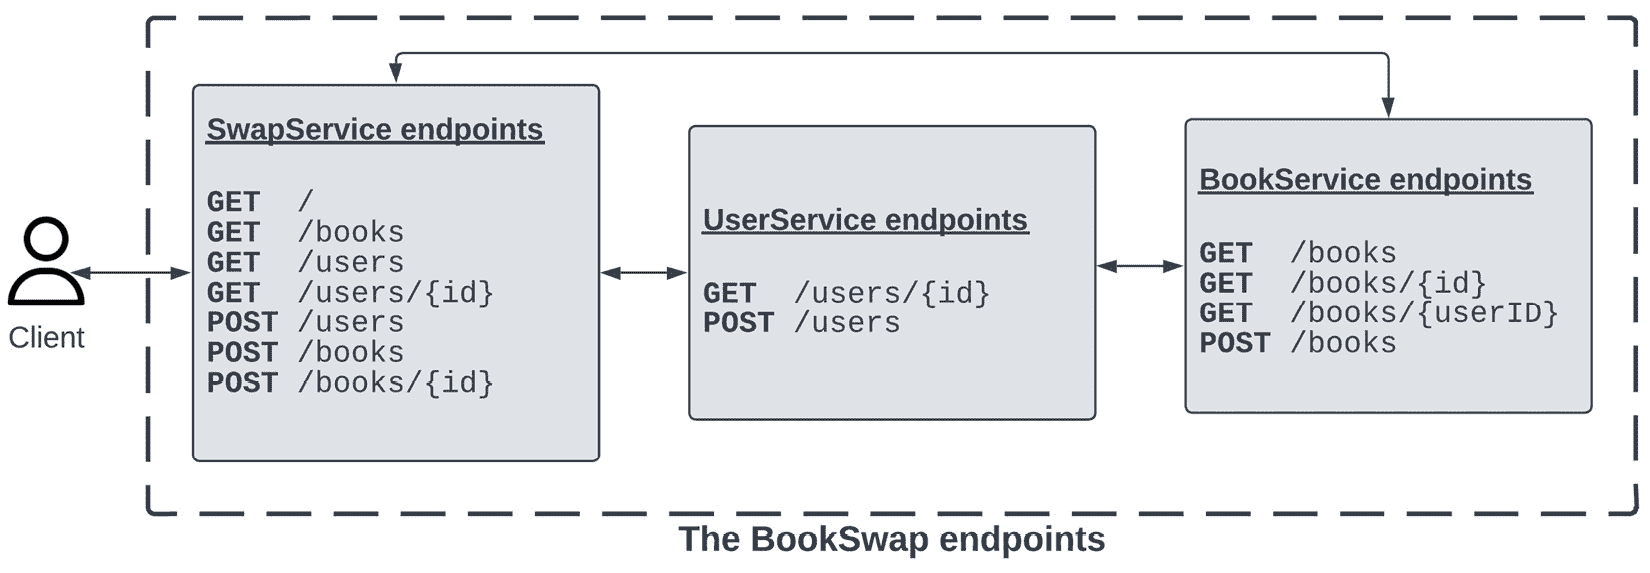 SwapService endpoints
GET /
GET /books
GET /users
GET /users/{id}
POST /users
POST /books
POST /books/{id}
UserService endpoints
GET /users/{id}
POST /users
BookService endpoints
GET /books
GET /books/{id}
GET /books/{userID}
POST /books
Client
The BookSwap endpoints